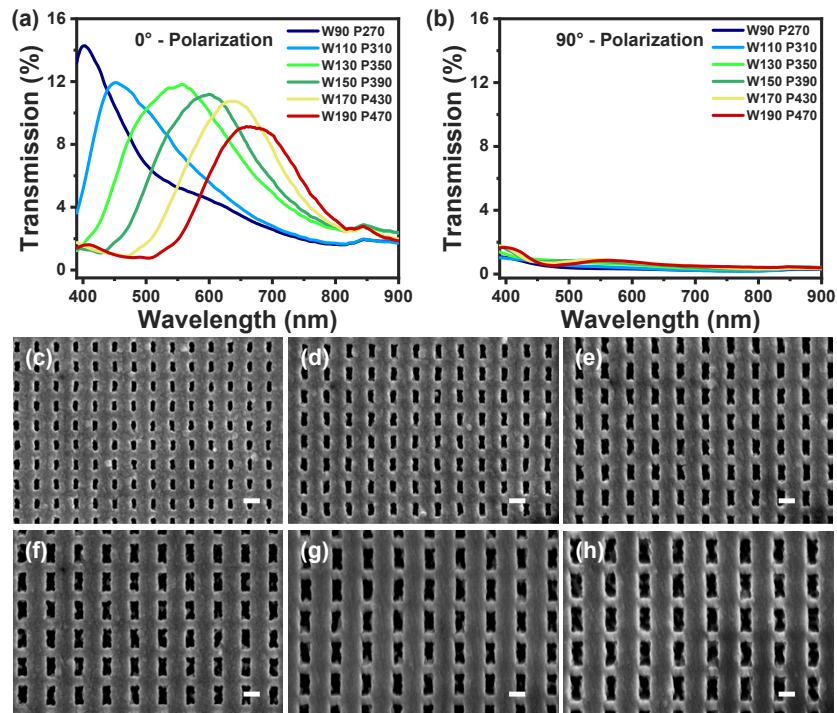 (a)
0° - Polarization
W90 P270
W110 P310
W130 P350
W150 P390
W170 P430
W190 P470
Transmission (%)
16
12
8
4
0
400 500 600 700 800 900
Wavelength (nm)
(b)
90° - Polarization
W90 P270
W110 P310
W130 P350
W150 P390
W170 P430
W190 P470
Transmission (%)
16
12
8
4
0
400 500 600 700 800 900
Wavelength (nm)
(c)
(d)
(e)
(f)
(g)
(h)